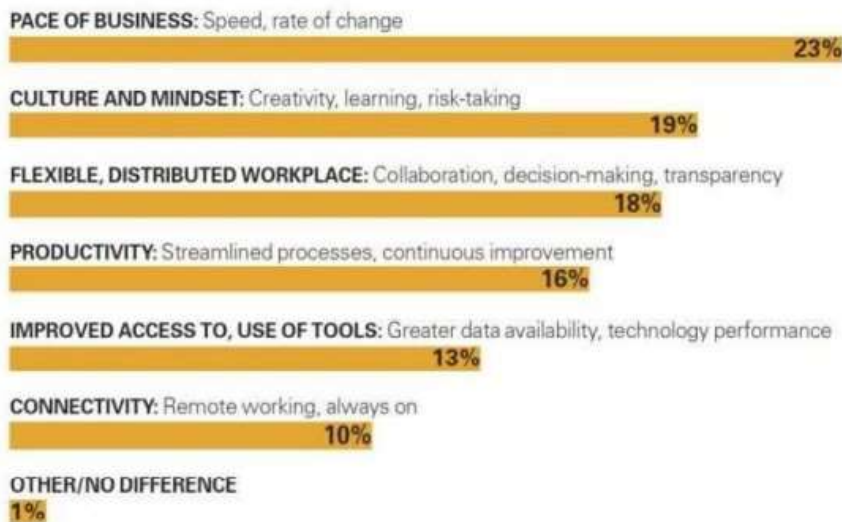 PACE OF BUSINESS: Speed, rate of change
23%
CULTURE AND MINDSET: Creativity, learning, risk-taking
19%
FLEXIBLE, DISTRIBUTED WORKPLACE: Collaboration, decision-making, transparency
18%
PRODUCTIVITY: Streamlined processes, continuous improvement
16%
IMPROVED ACCESS TO, USE OF TOOLS: Greater data availability, technology performance
13%
CONNECTIVITY: Remote working, always on
10%
OTHER/NO DIFFERENCE
1%